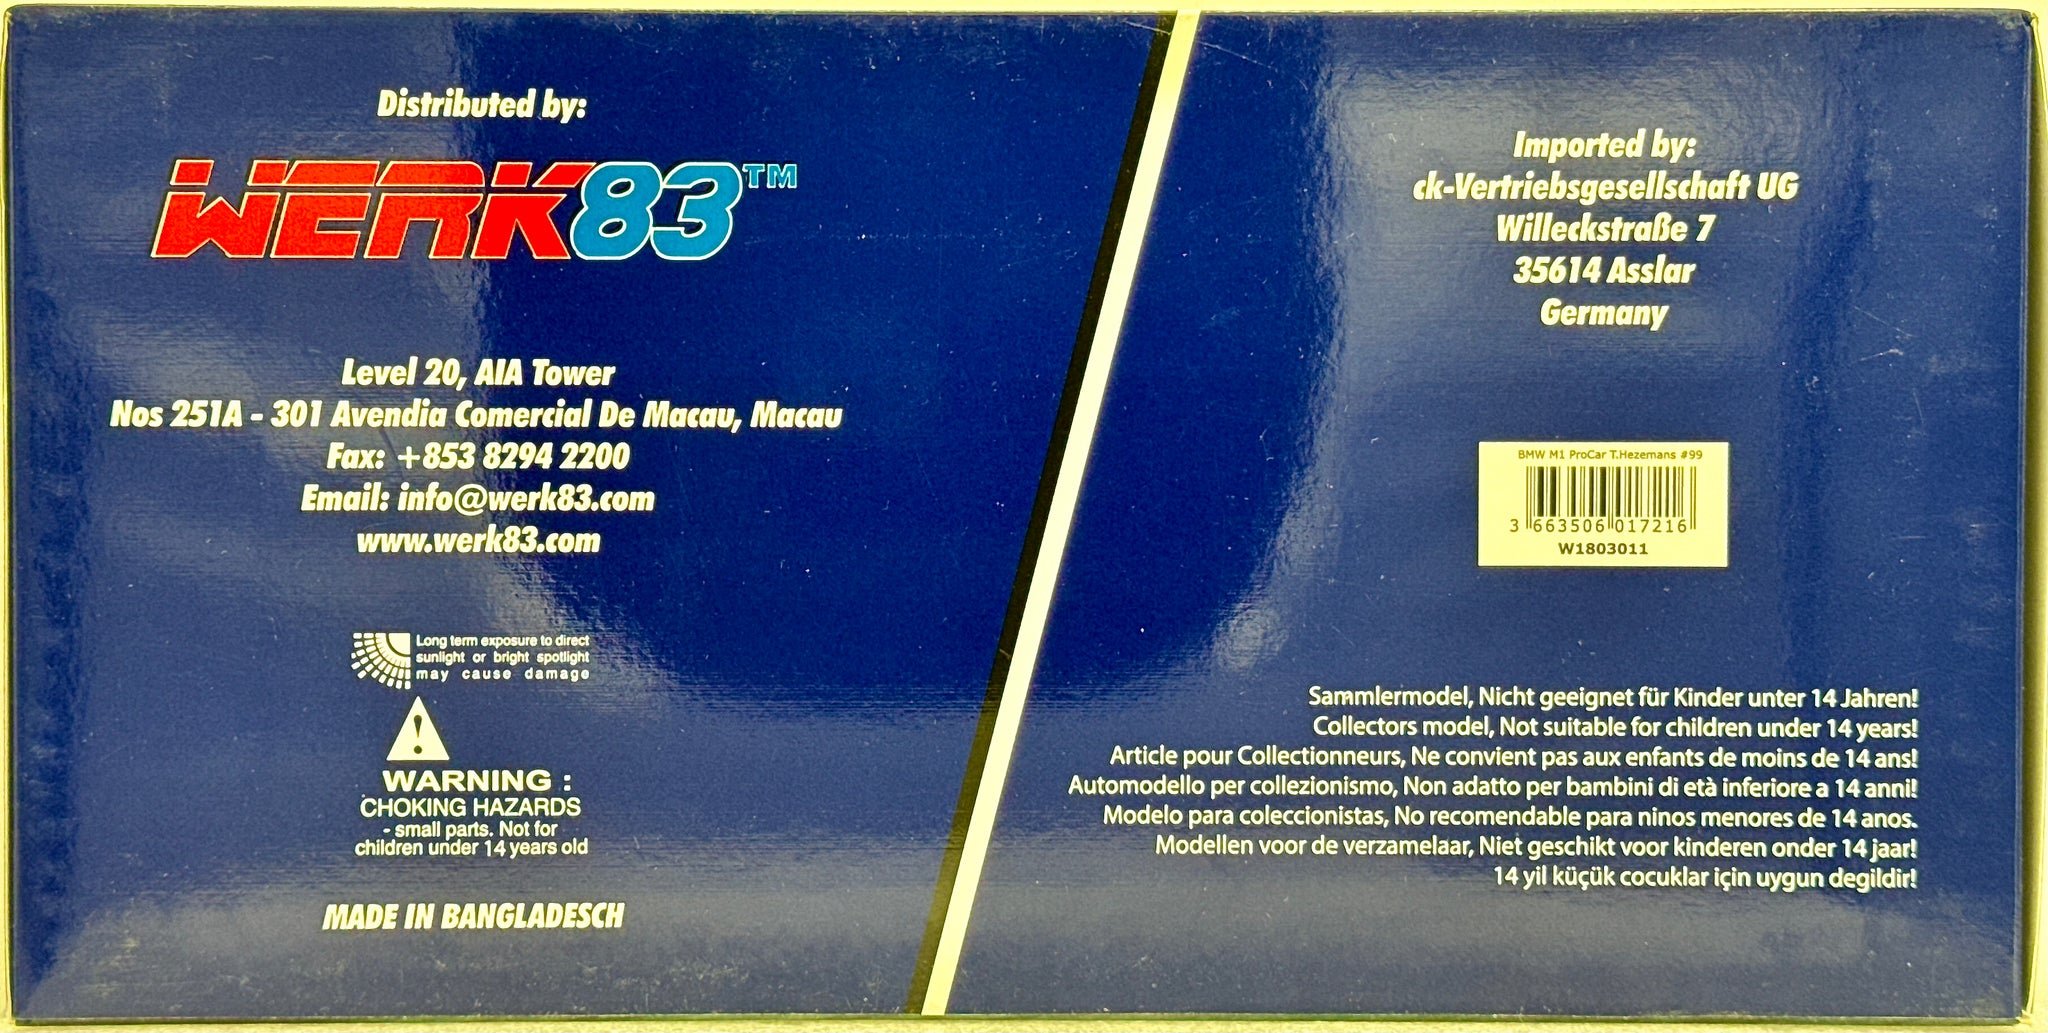 Distributed by:
WERK83™
Level 20, AIA Tower
Nos 251A - 301 Avendia Comercial De Macau, Macau
Fax: +853 8294 2200
Email: info@werk83.com
www.werk83.com
Long term exposure to direct
sunlight or bright spotlight
may cause damage
!
WARNING :
CHOKING HAZARDS
- small parts. Not for
children under 14 years old
MADE IN BANGLADESCH
Imported by:
ck-Vertriebsgesellschaft UG
Willeckstraße 7
35614 Asslar
Germany
BMW M1 ProCar T.Hezemans #99
3 663506 017216
W1803011
Sammlermodel, Nicht geeignet für Kinder unter 14 Jahren!
Collectors model, Not suitable for children under 14 years!
Article pour Collectionneurs, Ne convient pas aux enfants de moins de 14 ans!
Automodello per collezionismo, Non adatto per bambini di età inferiore a 14 anni!
Modelo para coleccionistas, No recomendable para ninos menores de 14 anos.
Modellen voor de verzamelaar, Niet geschikt voor kinderen onder 14 jaar!
14 yil küçük cocuklar için uygun degildir!